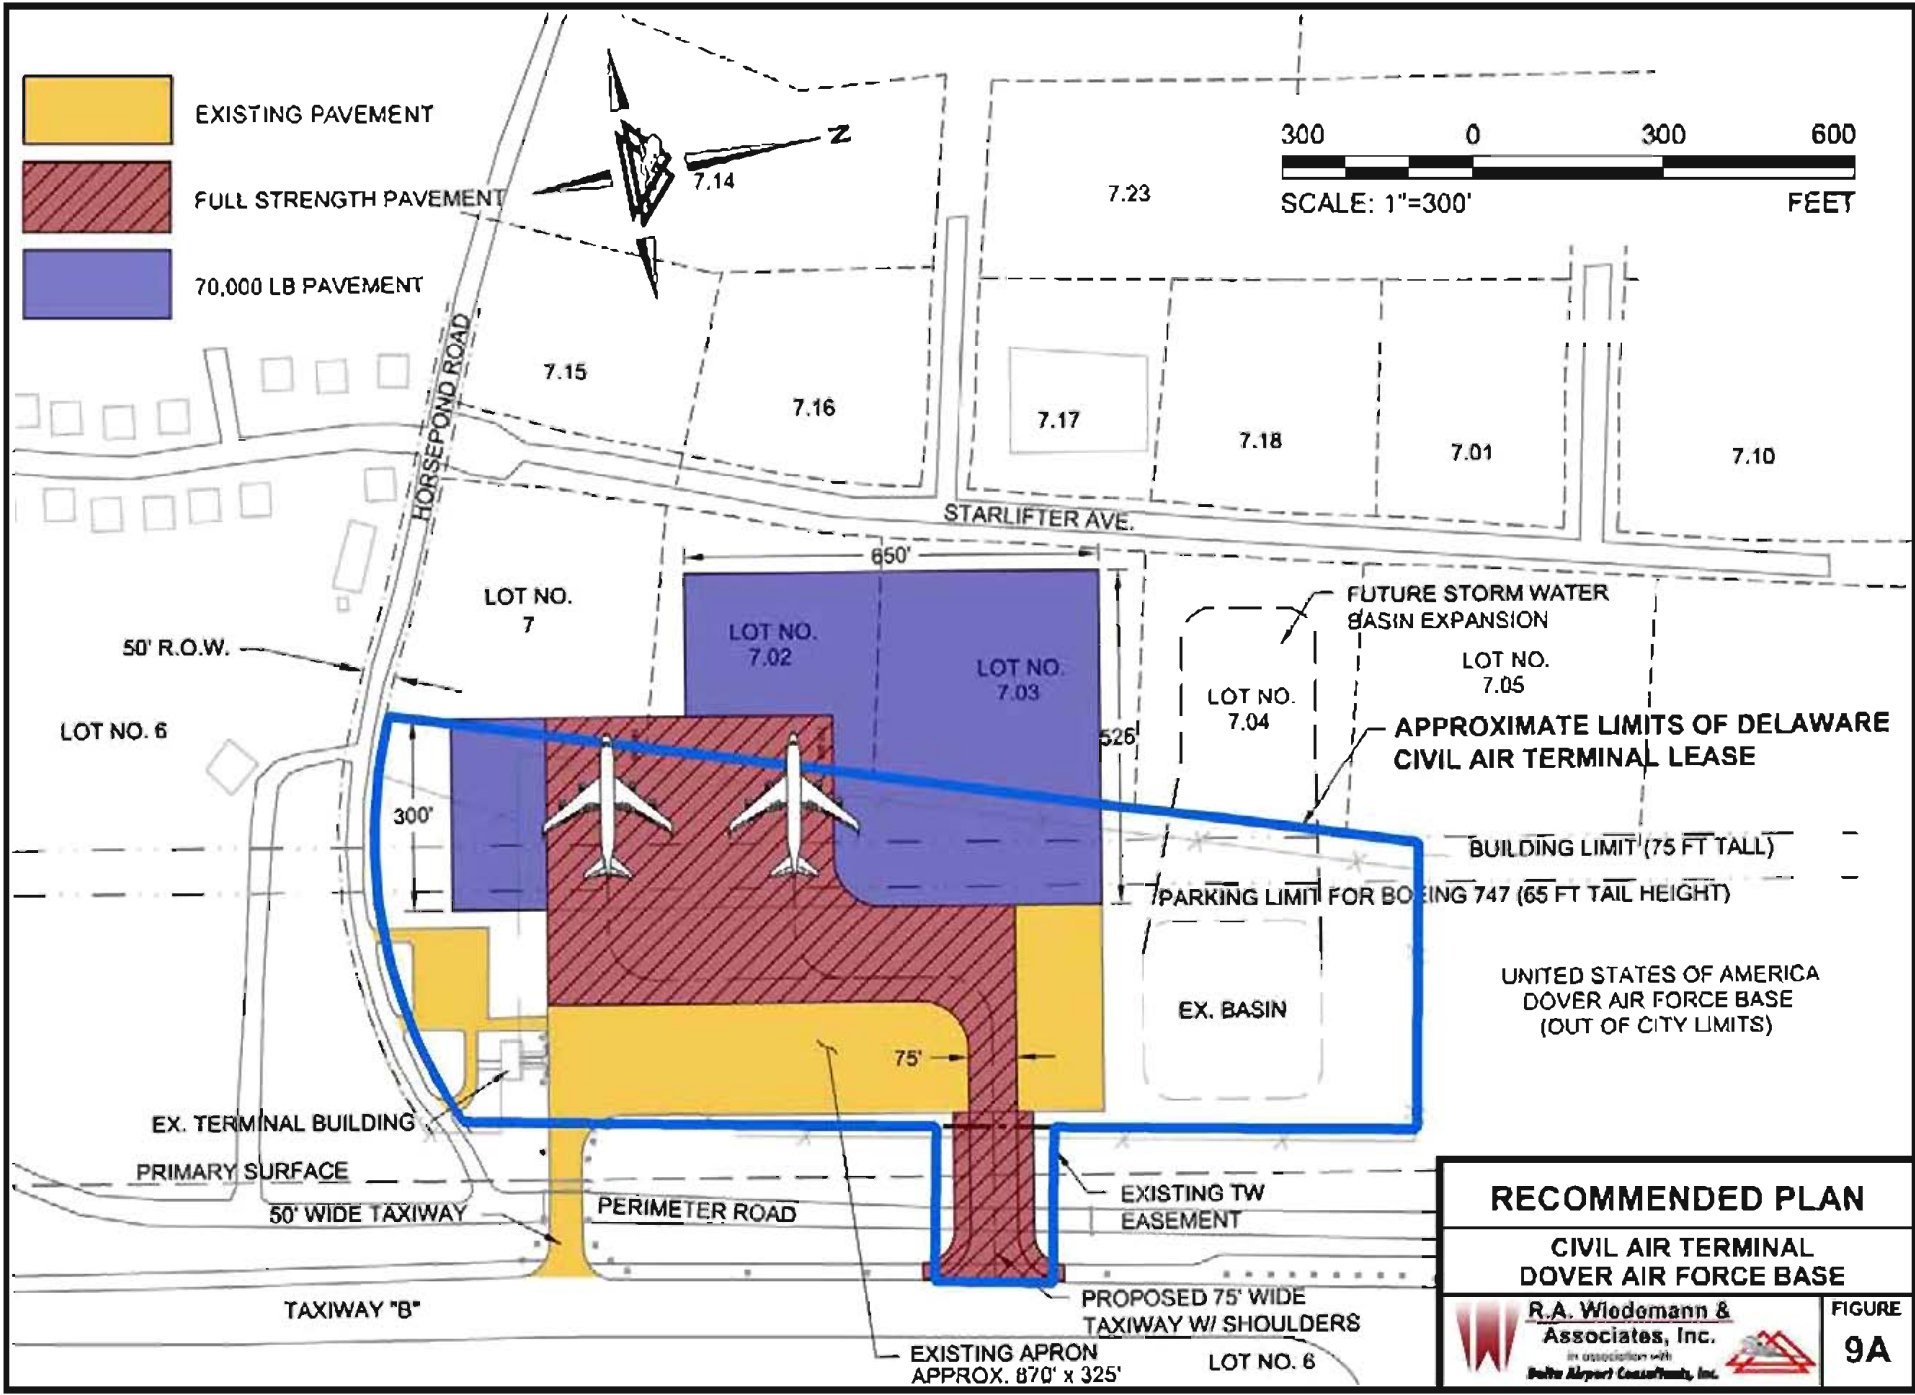 EXISTING PAVEMENT
FULL STRENGTH PAVEMENT
70,000 LB PAVEMENT
N
300 0 300 600
SCALE: 1"=300' FEET
7.14
7.23
HORSEPOND ROAD
7.15
7.16
7.17
7.18
7.01
7.10
STARLIFTER AVE.
650'
LOT NO.
7
50' R.O.W.
LOT NO. 6
LOT NO.
7.02
LOT NO.
7.03
526'
FUTURE STORM WATER
BASIN EXPANSION
LOT NO.
7.04
LOT NO.
7.05
APPROXIMATE LIMITS OF DELAWARE
CIVIL AIR TERMINAL LEASE
300'
BUILDING LIMIT (75 FT TALL)
PARKING LIMIT FOR BOEING 747 (65 FT TAIL HEIGHT)
UNITED STATES OF AMERICA
DOVER AIR FORCE BASE
(OUT OF CITY LIMITS)
EX. BASIN
75'
EX. TERMINAL BUILDING
PRIMARY SURFACE
50' WIDE TAXIWAY
PERIMETER ROAD
EXISTING TW
EASEMENT
TAXIWAY "B"
PROPOSED 75' WIDE
TAXIWAY W/ SHOULDERS
EXISTING APRON
APPROX. 870' x 325'
LOT NO. 6
RECOMMENDED PLAN
CIVIL AIR TERMINAL
DOVER AIR FORCE BASE
R.A. Wiedemann &
Associates, Inc.
in association with
Delta Airport Consultants, Inc.
FIGURE
9A